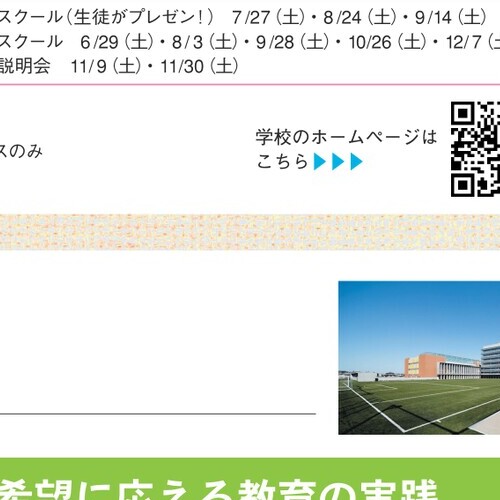 スクール（生徒がプレゼン！） 7/27（土）・8/24（土）・9/14（土）
スクール 6/29（土）・8/3（土）・9/28（土）・10/26（土）・12/7（土
説明会 11/9（土）・11/30（土）
スのみ
学校のホームページは
こちら▶▶▶
希望に応える教育の実践